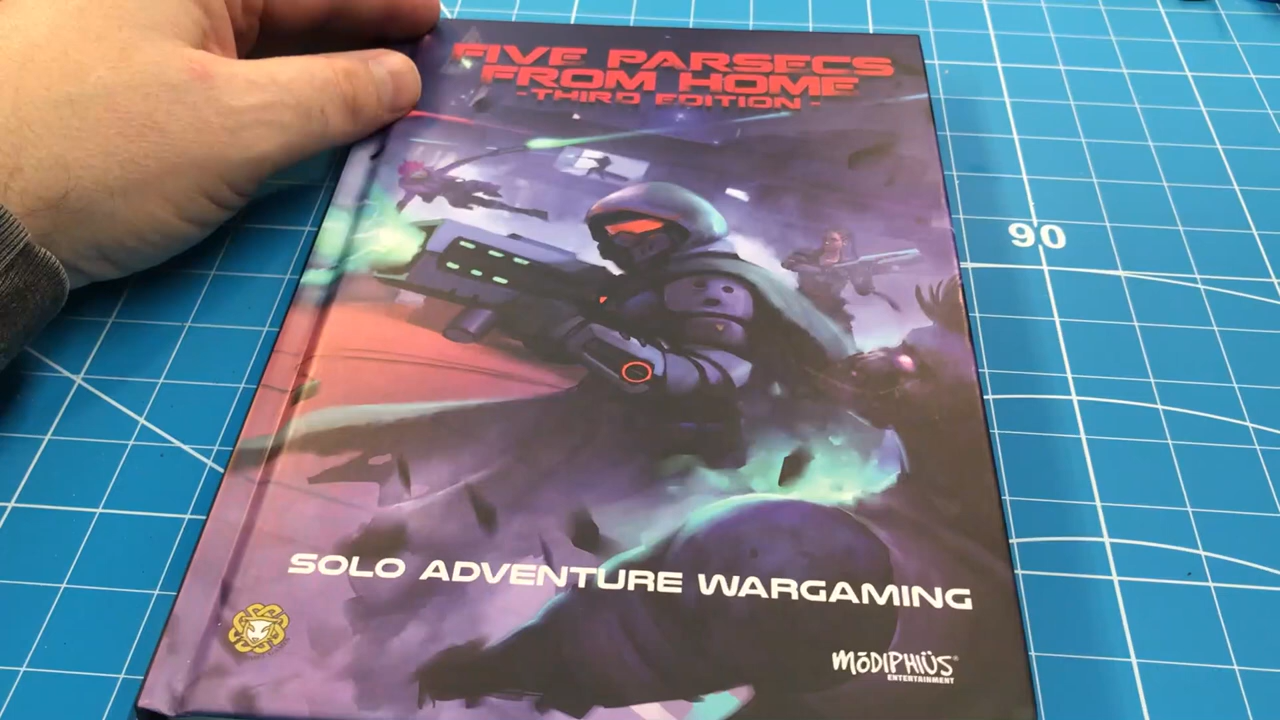 FIVE PARSECS
FROM HOME
-THIRD EDITION-
90
SOLO ADVENTURE WARGAMING
MŌDIPHIÜS®
ENTERTAINMENT